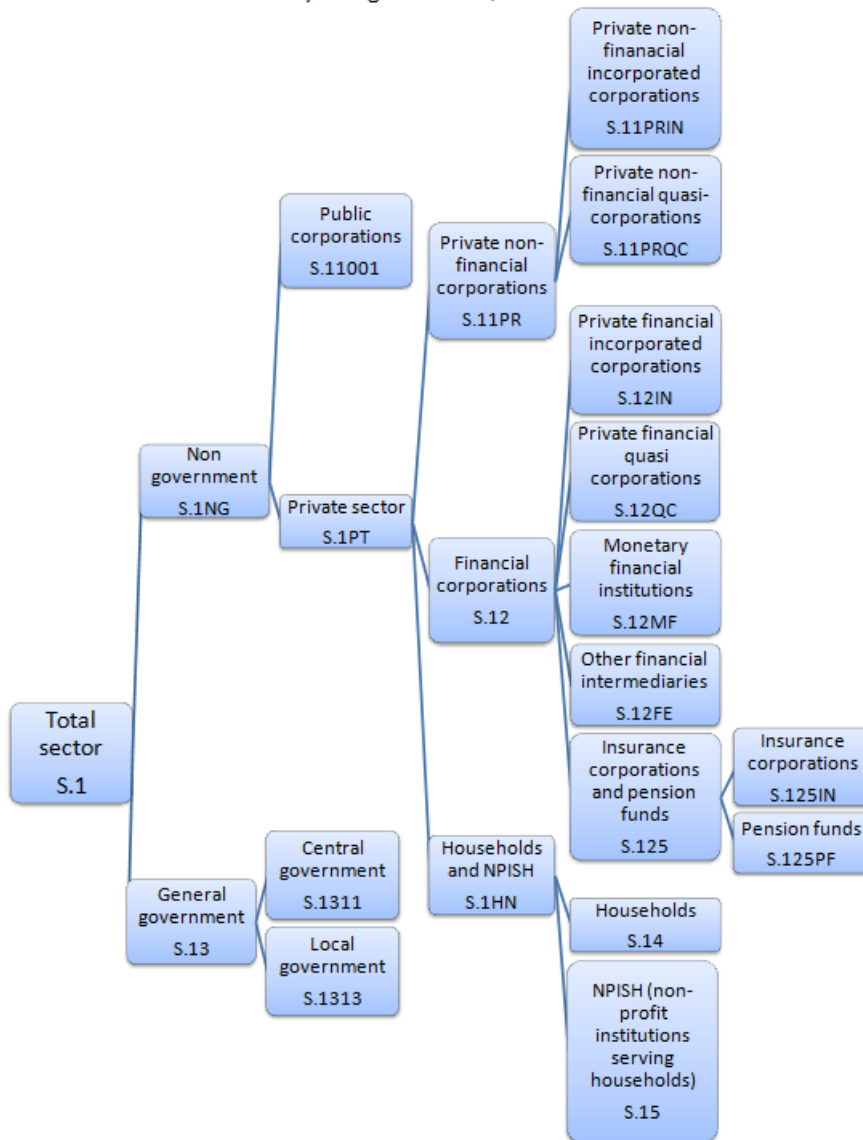 Private non-
finanacial
incorporated
corporations
S.11PRIN
Private non-
financial quasi-
corporations
S.11PRQC
Public
corporations
S.11001
Private non-
financial
corporations
S.11PR
Private financial
incorporated
corporations
S.12IN
Non
government
S.1NG
Private sector
S.1PT
Private financial
quasi
corporations
S.12QC
Financial
corporations
S.12
Monetary
financial
institutions
S.12MF
Other financial
intermediaries
S.12FE
Total
sector
S.1
Insurance
corporations
and pension
funds
S.125
Insurance
corporations
S.125IN
Pension funds
S.125PF
General
government
S.13
Central
government
S.1311
Local
government
S.1313
Households
and NPISH
S.1HN
Households
S.14
NPISH (non-
profit
institutions
serving
households)
S.15